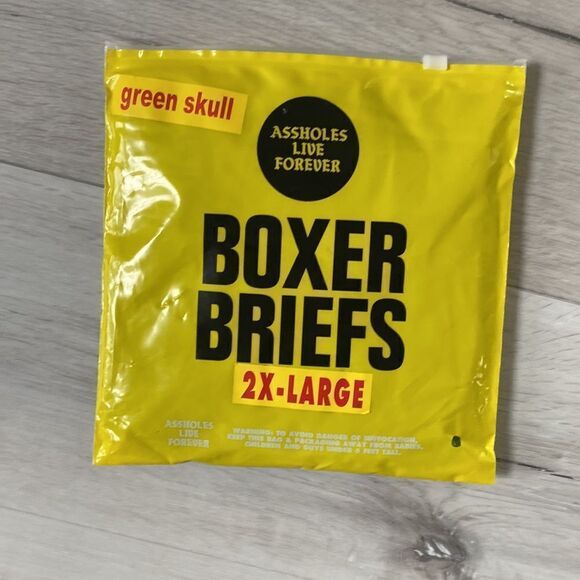 green skull
ASSHOLES
LIVE
FOREVER
BOXER
BRIEFS
2X-LARGE
ASSHOLES
LIVE
FOREVER
WARNING: TO AVOID DANGER OF SUFFOCATION,
KEEP THIS BAG & PACKAGING AWAY FROM BABIES,
CHILDREN AND GUYS UNDER 6 FEET TALL.